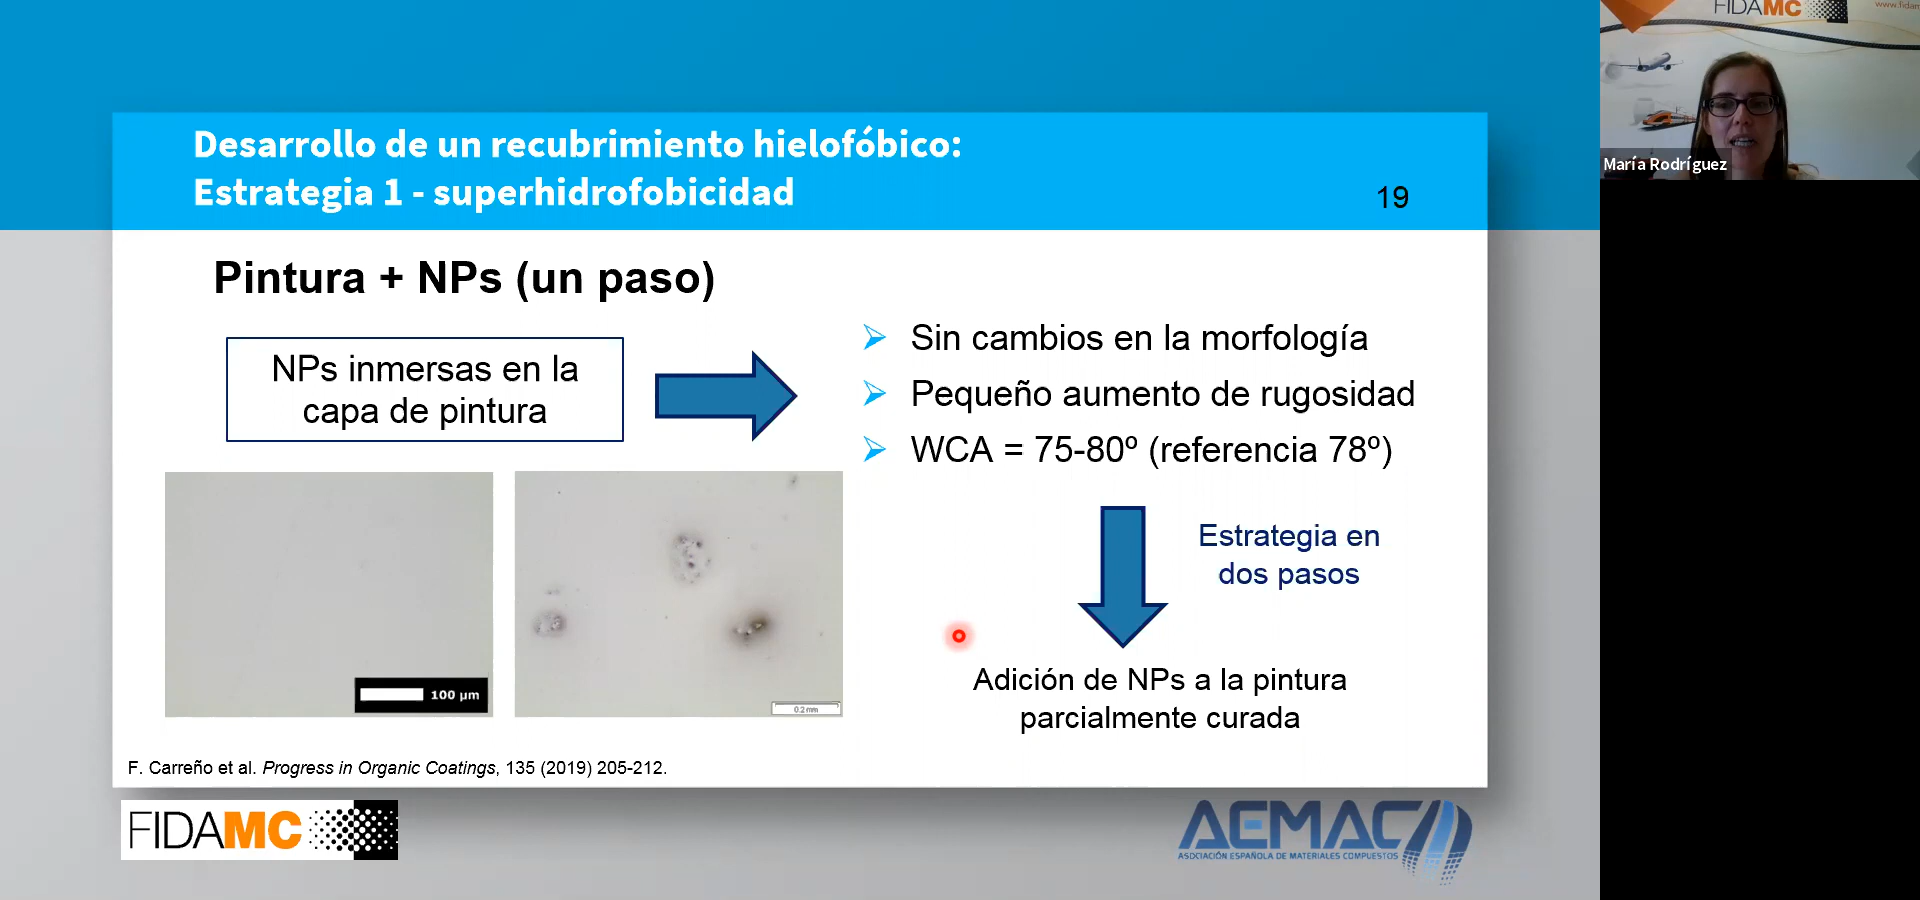 Desarrollo de un recubrimiento hielofóbico:
Estrategia 1 - superhidrofobicidad
19
Pintura + NPs (un paso)
NPs inmersas en la
capa de pintura
Sin cambios en la morfología
Pequeño aumento de rugosidad
WCA = 75-80º (referencia 78º)
Estrategia en
dos pasos
Adición de NPs a la pintura
parcialmente curada
100 µm
0.2 mm
F. Carreño et al. Progress in Organic Coatings, 135 (2019) 205-212.
FIDAMC
AEMAC
ASOCIACIÓN ESPAÑOLA DE MATERIALES COMPUESTOS
FIDAMC
María Rodríguez